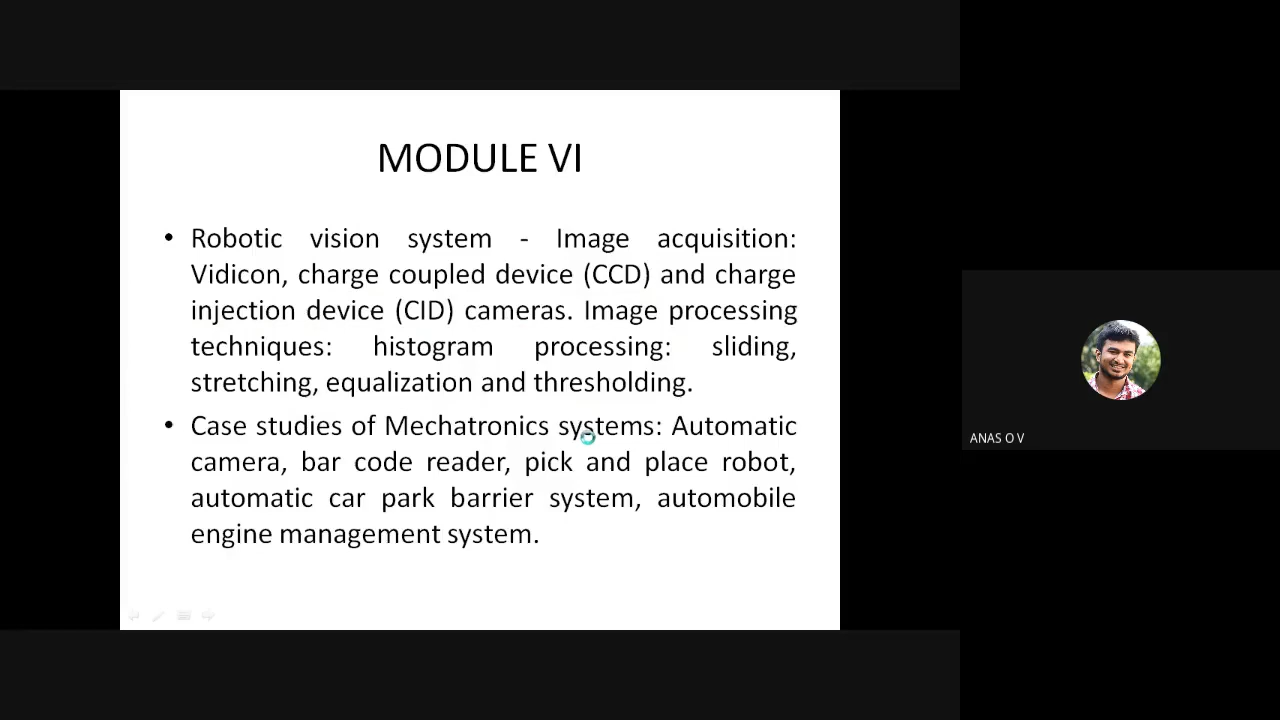 MODULE VI
• Robotic vision system - Image acquisition:
Vidicon, charge coupled device (CCD) and charge
injection device (CID) cameras. Image processing
techniques: histogram processing: sliding,
stretching, equalization and thresholding.
• Case studies of Mechatronics systems: Automatic
camera, bar code reader, pick and place robot,
automatic car park barrier system, automobile
engine management system.
ANAS O V